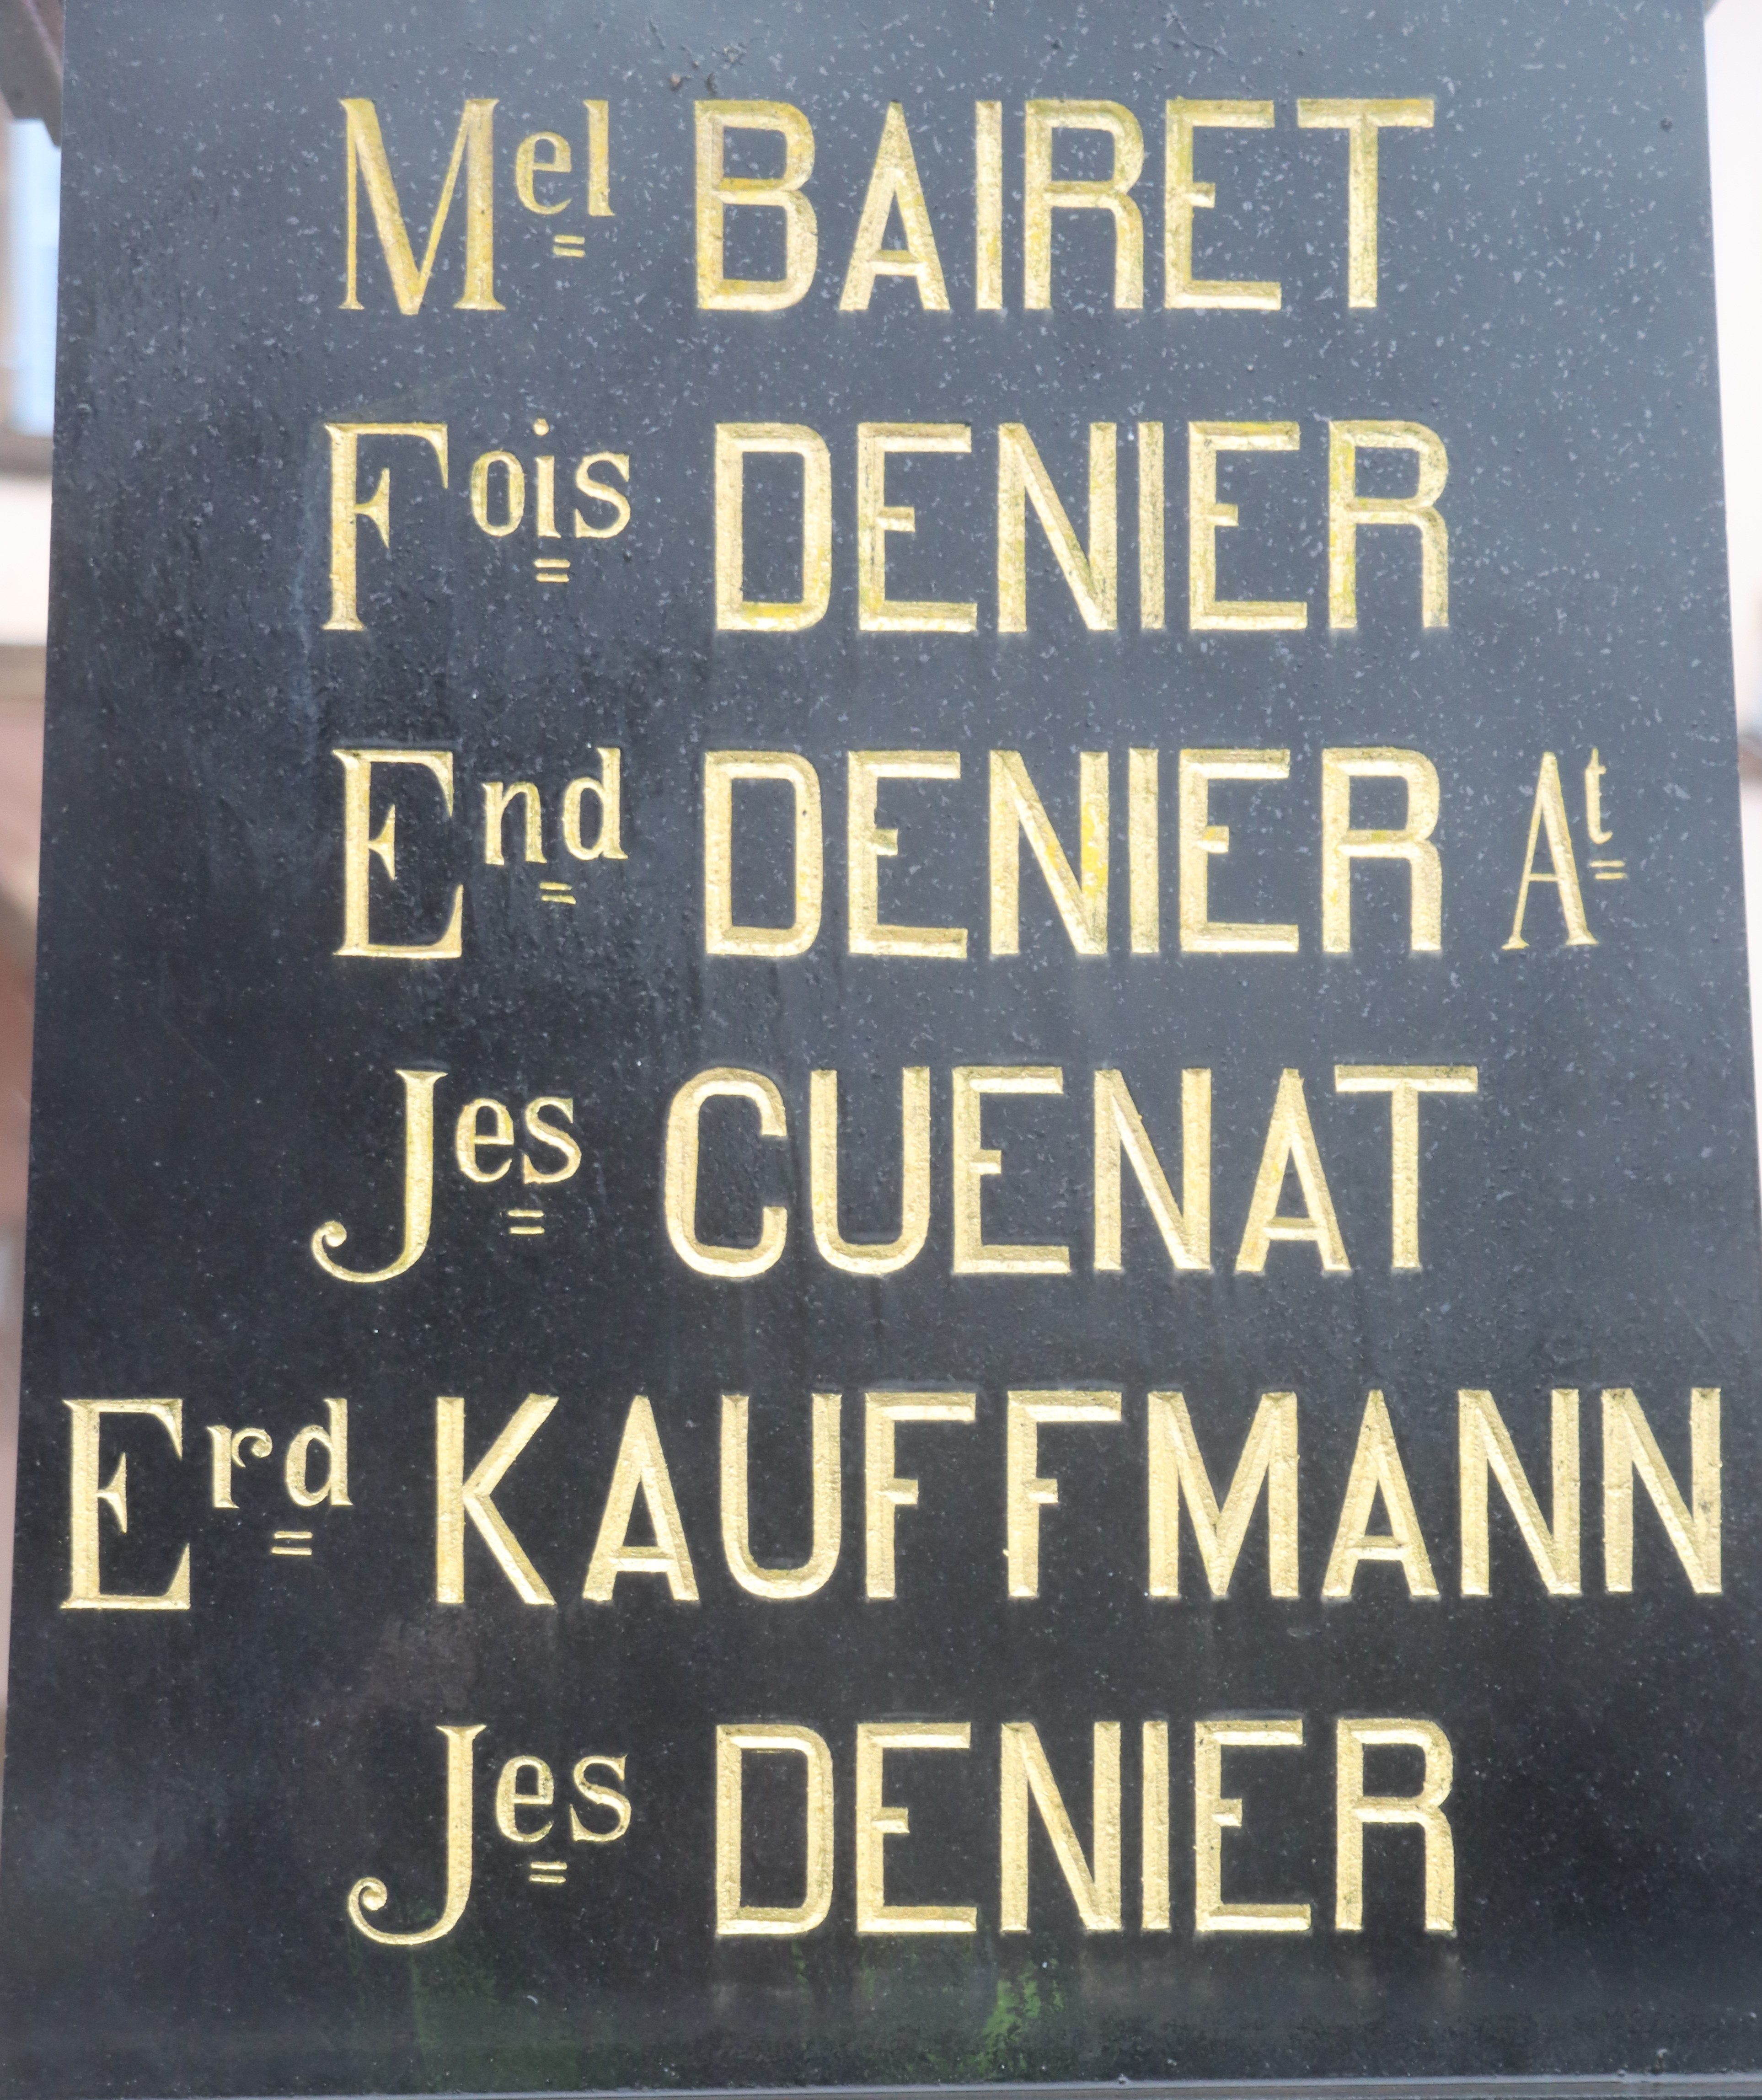 Mel BAIRET
Fois DENIER
End DENIER At
Jes CUENAT
Erd KAUFFMANN
Jes DENIER